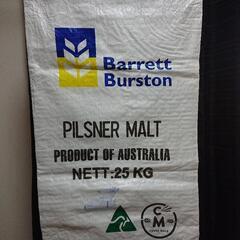 Barrett
Burston
PILSNER MALT
PRODUCT OF AUSTRALIA
NETT: 25 KG
C
M